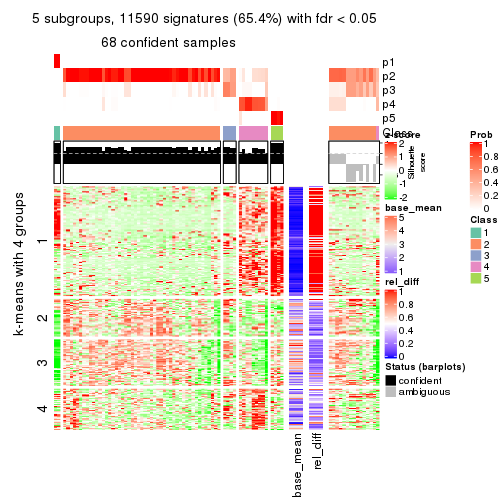 5 subgroups, 11590 signatures (65.4%) with fdr < 0.05
68 confident samples
p1
p2
p3
p4
p5
Class
Silhouette
score
k-means with 4 groups
1
2
3
4
base_mean
rel_diff
z-score
2
1
0
-1
-2
base_mean
5
4
3
2
1
rel_diff
1
0.8
0.6
0.4
0.2
0
Status (barplots)
confident
ambiguous
Prob
1
0.8
0.6
0.4
0.2
0
Class
1
2
3
4
5